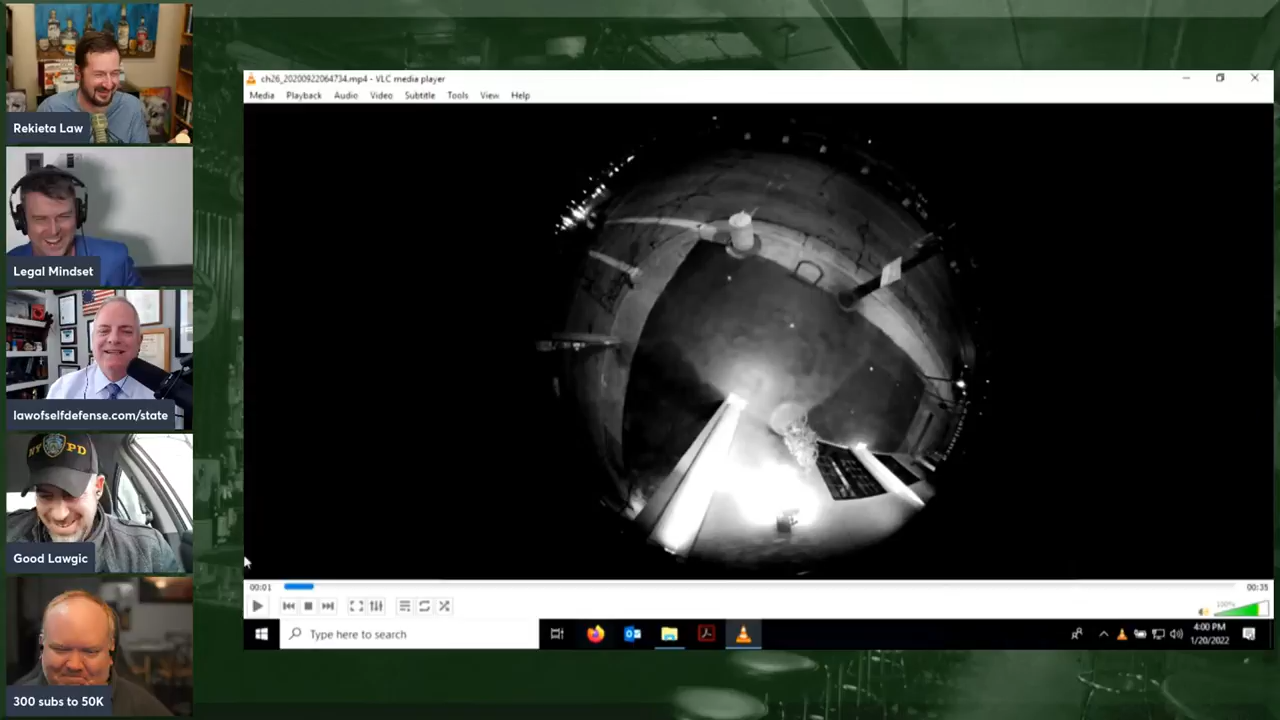 Rekieta Law
Legal Mindset
lawofselfdefense.com/state
NYPD
Good Lawgic
300 subs to 50K
ch26_20200922064734.mp4 - VLC media player
Media Playback Audio Video Subtitle Tools View Help
00:01
00:35
100%
Type here to search
4:00 PM
1/20/2022